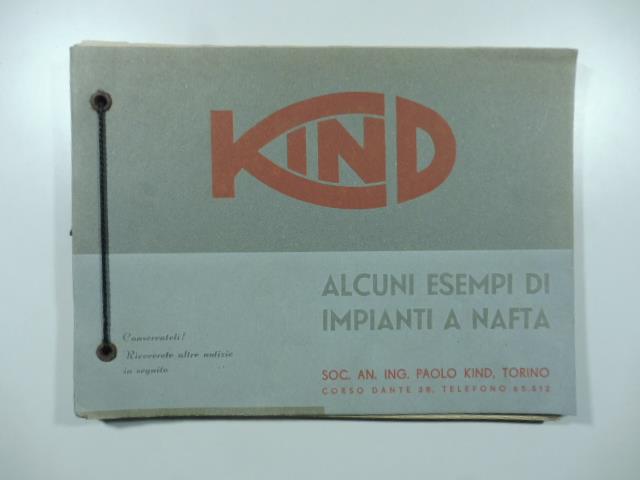 KIND
ALCUNI ESEMPI DI
IMPIANTI A NAFTA
Conservateli!
Riceverete altre notizie
in seguito
SOC. AN. ING. PAOLO KIND, TORINO
CORSO DANTE 38, TELEFONO 65.512